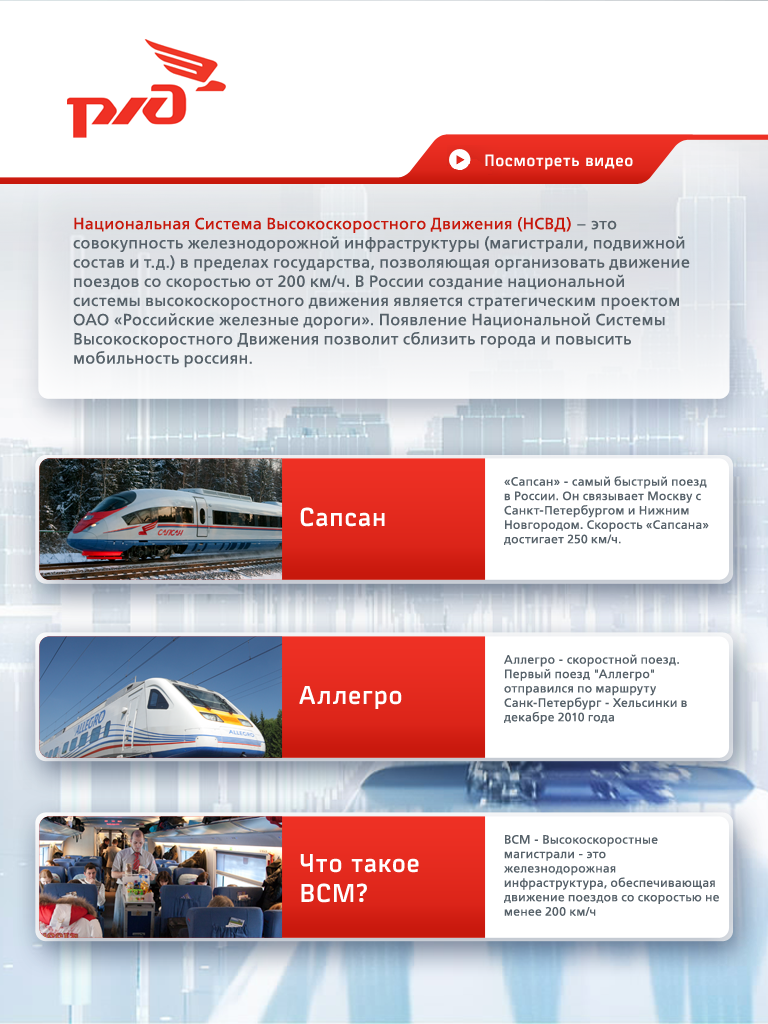 РЖД
Посмотреть видео
Национальная Система Высокоскоростного Движения (НСВД) – это
совокупность железнодорожной инфраструктуры (магистрали, подвижной
состав и т.д.) в пределах государства, позволяющая организовать движение
поездов со скоростью от 200 км/ч. В России создание национальной
системы высокоскоростного движения является стратегическим проектом
ОАО «Российские железные дороги». Появление Национальной Системы
Высокоскоростного Движения позволит сблизить города и повысить
мобильность россиян.
САПСАН
Сапсан
«Сапсан» - самый быстрый поезд
в России. Он связывает Москву с
Санкт-Петербургом и Нижним
Новгородом. Скорость «Сапсана»
достигает 250 км/ч.
ALLEGRO
ALLEGRO
Аллегро
Аллегро - скоростной поезд.
Первый поезд "Аллегро"
отправился по маршруту
Санк-Петербург - Хельсинки в
декабре 2010 года
Что такое
ВСМ?
ВСМ - Высокоскоростные
магистрали - это
железнодорожная
инфраструктура, обеспечивающая
движение поездов со скоростью не
менее 200 км/ч